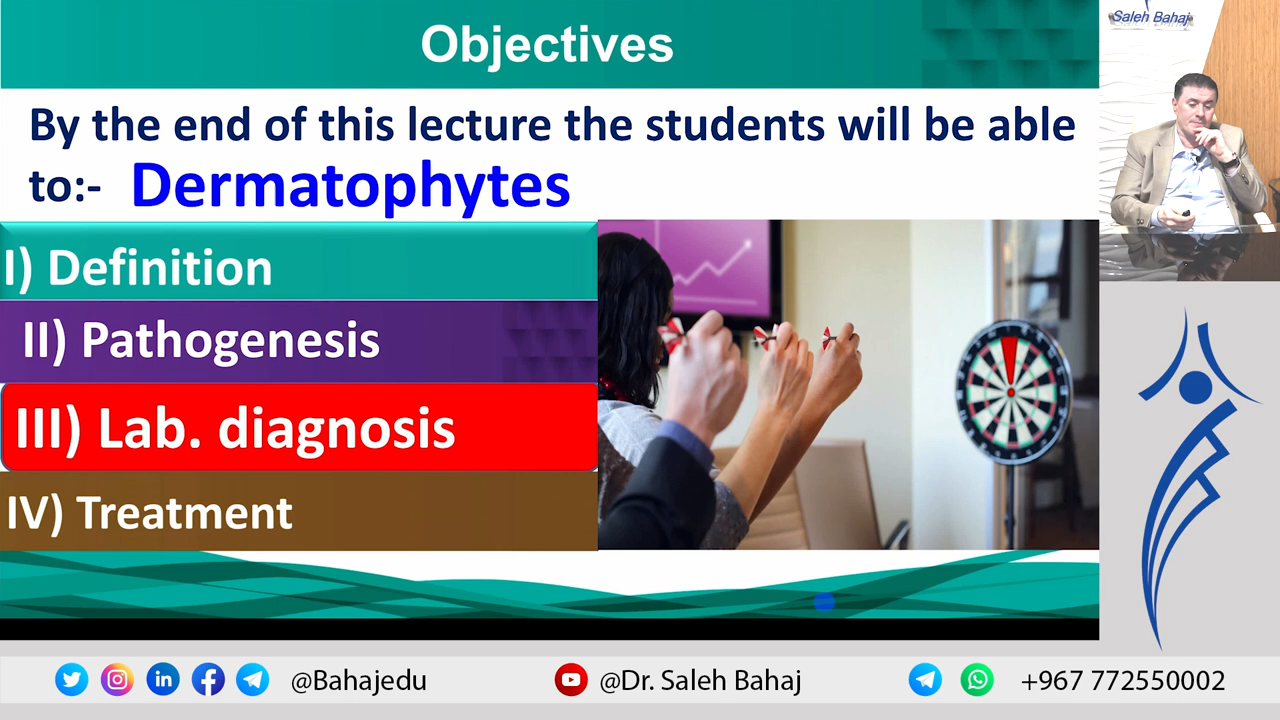 Objectives
Saleh Bahaj
By the end of this lecture the students will be able
to:- Dermatophytes
I) Definition
II) Pathogenesis
III) Lab. diagnosis
IV) Treatment
@Bahajedu
@Dr. Saleh Bahaj
+967 772550002